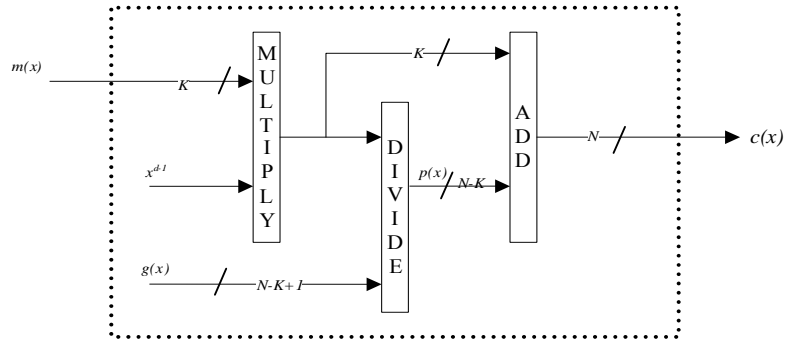 m(x)
K
MULTIPLY
x^{d-1}
g(x)
N-K+1
DIVIDE
K
p(x)
N-K
ADD
N
c(x)